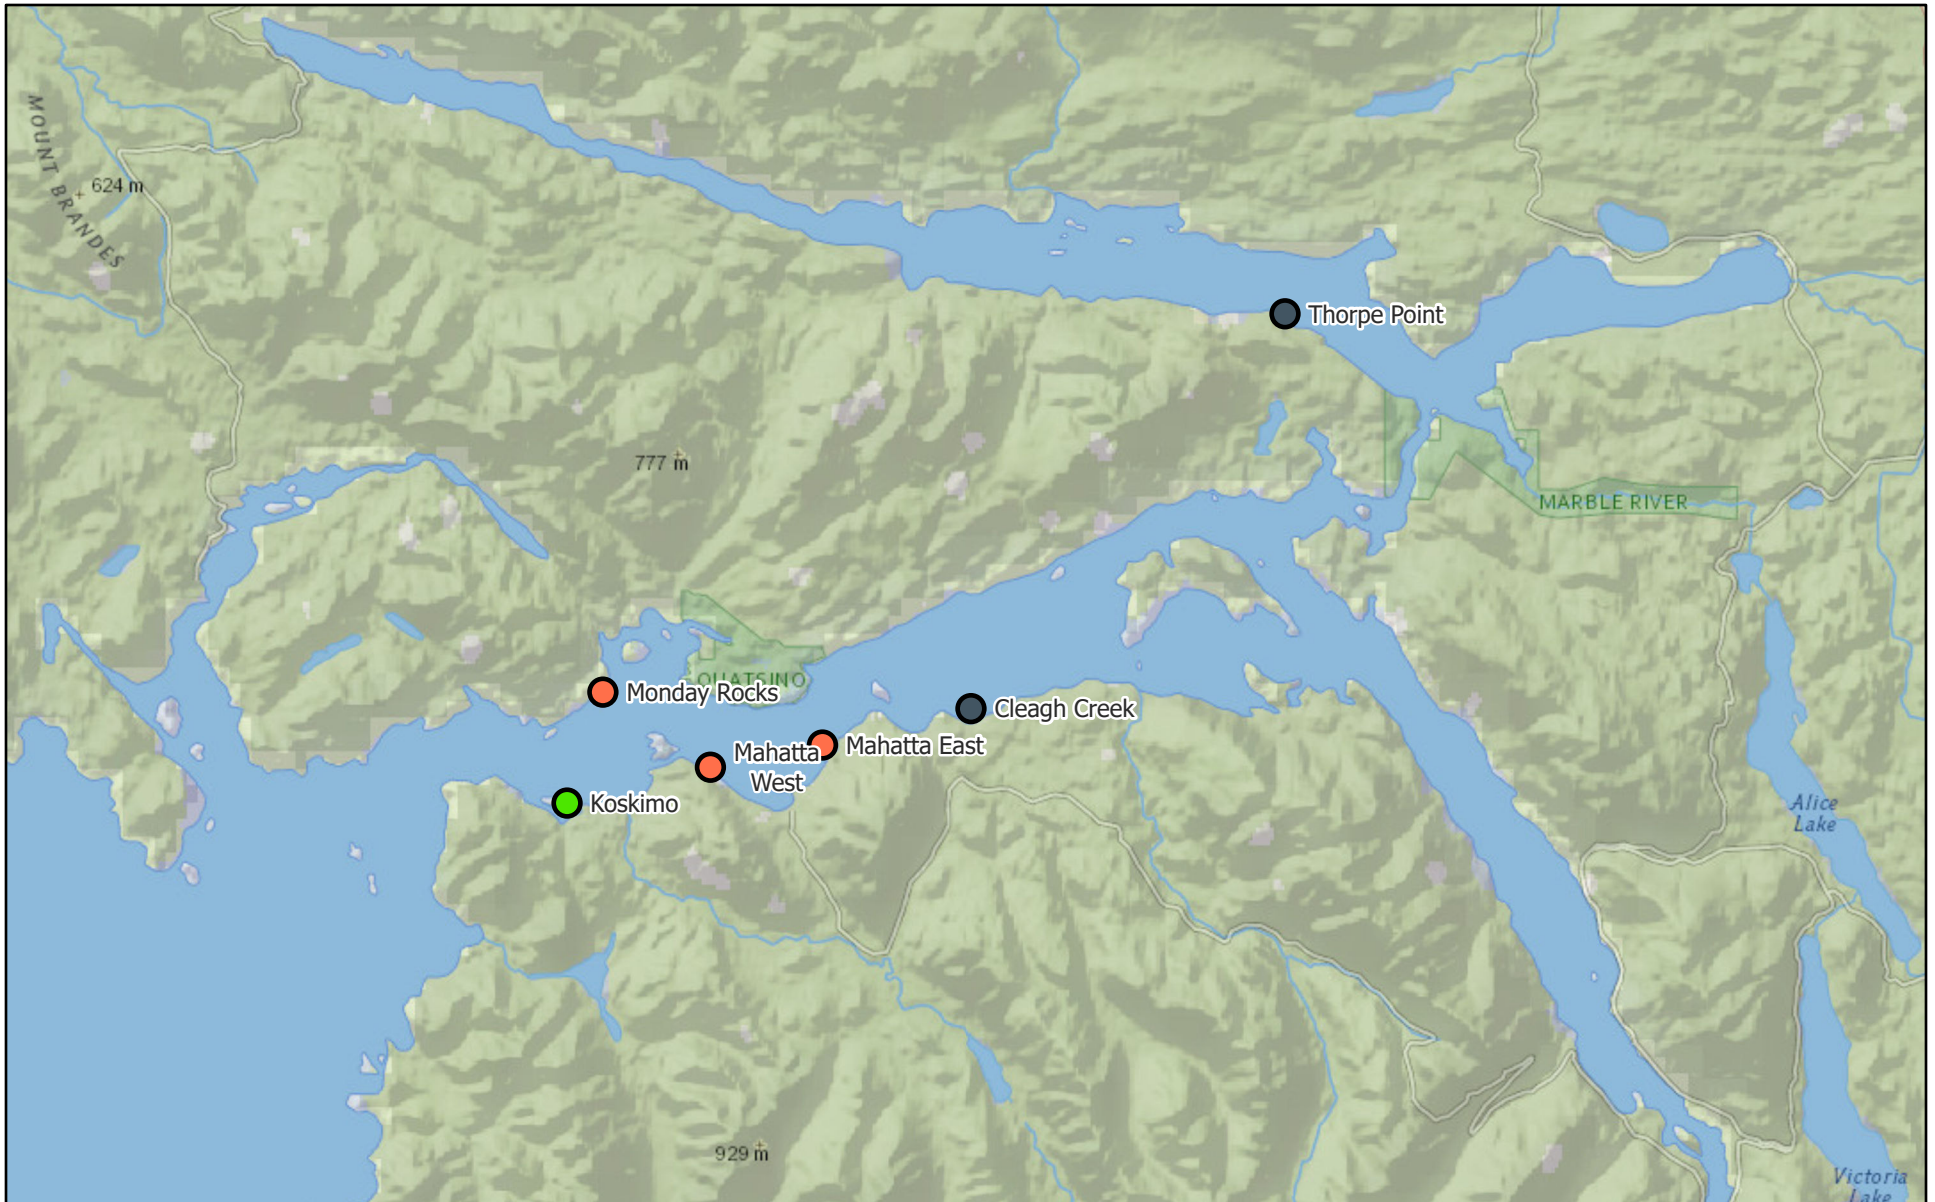 MOUNT BRANDES
624 m
Thorpe Point
777 m
MARBLE RIVER
QUATSINO
Monday Rocks
Cleagh Creek
Mahatta East
Mahatta
West
Koskimo
Alice
Lake
929 m
Victoria
Lake